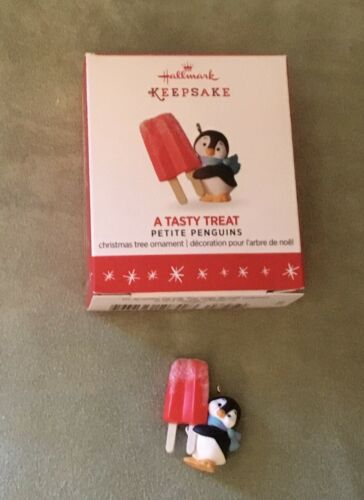 Hallmark
KEEPSAKE
A TASTY TREAT
PETITE PENGUINS
christmas tree ornament | décoration pour l'arbre de noël